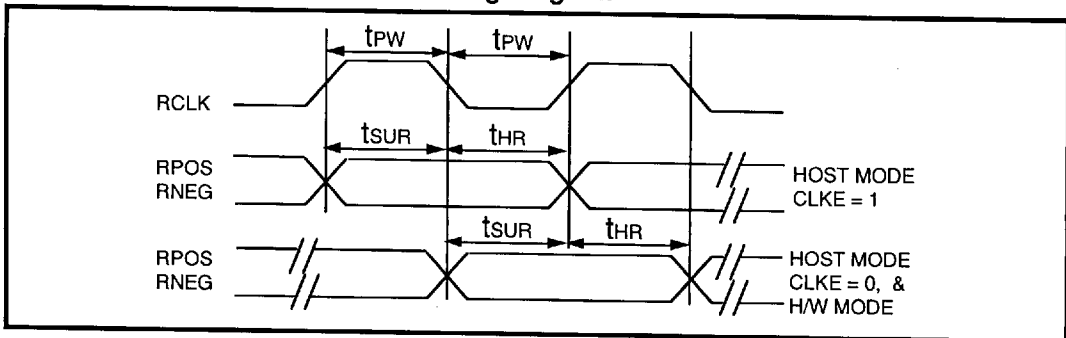 tPW tPW
RCLK
tSUR tHR
RPOS
RNEG
HOST MODE
CLKE = 1
tSUR tHR
RPOS
RNEG
HOST MODE
CLKE = 0, &
H/W MODE